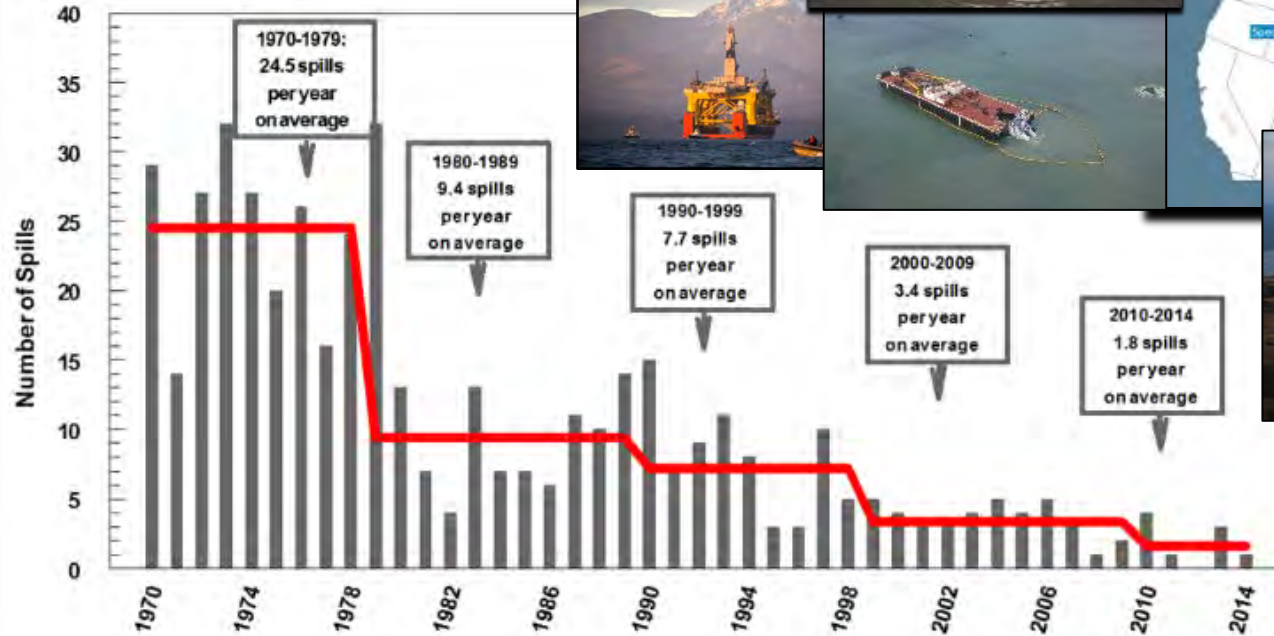 40
35
30
25
20
15
10
5
0
Number of Spills
1970-1979:
24.5 spills
per year
on average
1980-1989
9.4 spills
per year
on average
1990-1999
7.7 spills
per year
on average
2000-2009
3.4 spills
per year
on average
2010-2014
1.8 spills
per year
on average
1970
1974
1978
1982
1986
1990
1994
1998
2002
2006
2010
2014